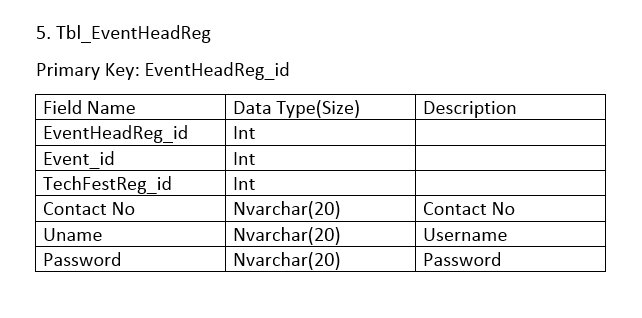 5. Tbl_EventHeadReg
Primary Key: EventHeadReg_id
Field Name Data Type(Size) Description
EventHeadReg_id Int
Event_id Int
TechFestReg_id Int
Contact No Nvarchar(20) Contact No
Uname Nvarchar(20) Username
Password Nvarchar(20) Password